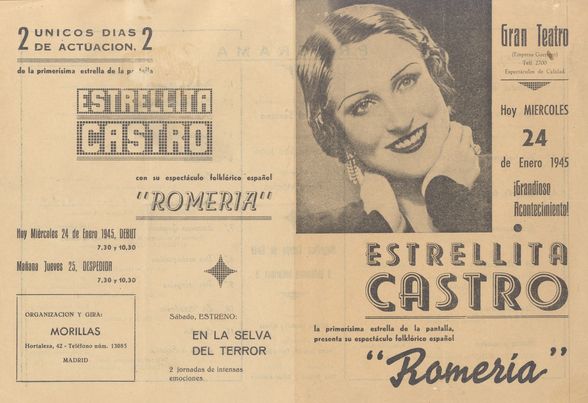 2 UNICOS DIAS 2
DE ACTUACION.
de la primerísima estrella de la pantalla
ESTRELLITA
CASTRO
con su espectáculo folklórico español
"ROMERIA"
Hoy Miércoles 24 de Enero 1945, DEBUT
7,30 y 10,30
Mañana Jueves 25, DESPEDIDA
7,30 y 10,30
ORGANIZACION Y GIRA:
MORILLAS
Hortaleza, 42 - Teléfono núm. 13085
MADRID
Sábado, ESTRENO:
EN LA SELVA
DEL TERROR
2 jornadas de intensas
emociones.
Gran Teatro
Telf. 2700
Espectáculos de Calidad
Hoy MIERCOLES
24
de Enero 1945
¡Grandioso
Acontecimiento!
ESTRELLITA
CASTRO
la primerísima estrella de la pantalla,
presenta su espectáculo folklórico español
"Romería"